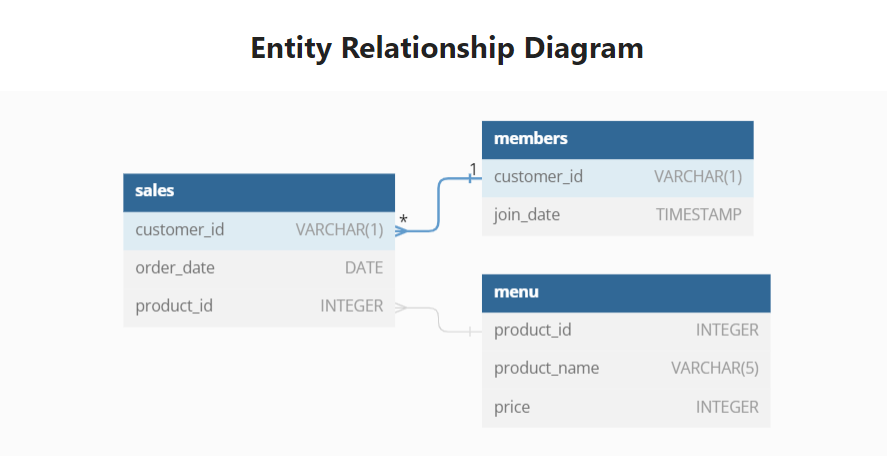 Entity Relationship Diagram
sales
customer_id VARCHAR(1)
order_date DATE
product_id INTEGER
*
1
members
customer_id VARCHAR(1)
join_date TIMESTAMP
menu
product_id INTEGER
product_name VARCHAR(5)
price INTEGER